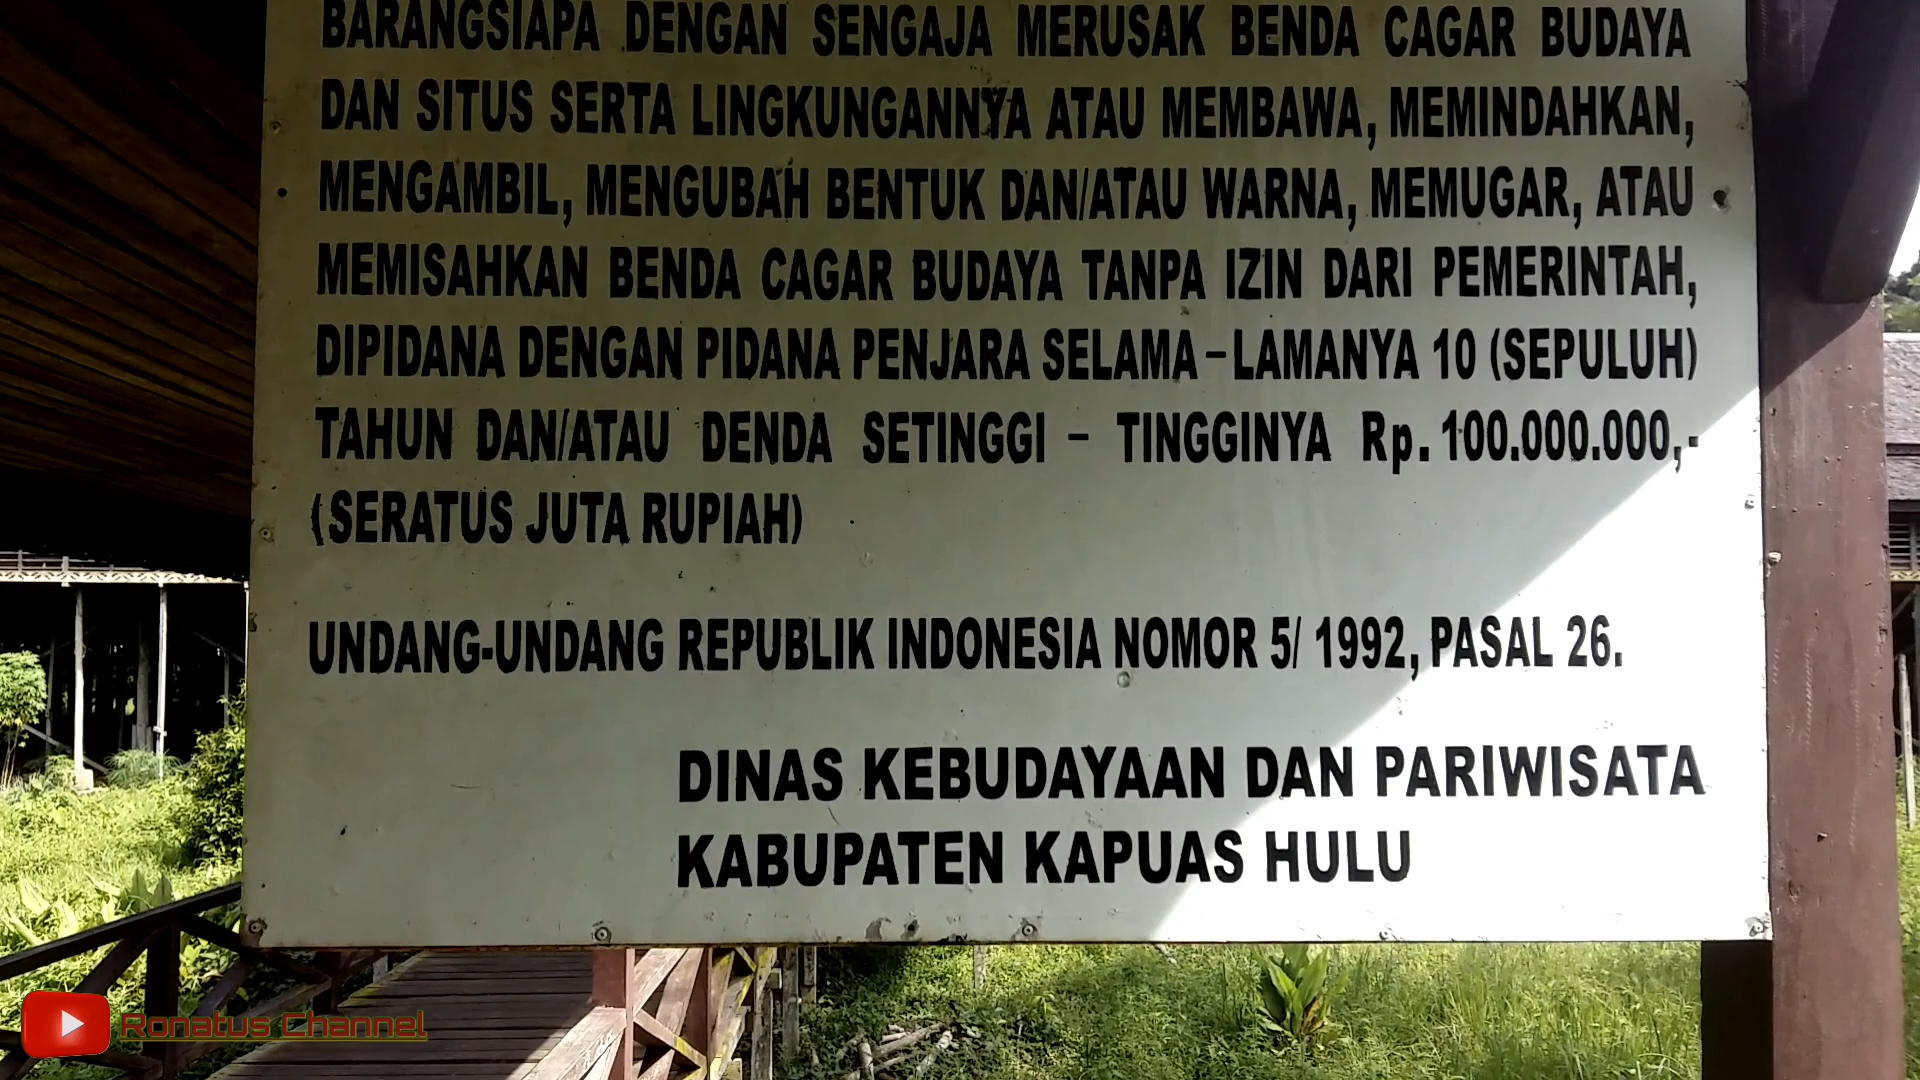 BARANGSIAPA DENGAN SENGAJA MERUSAK BENDA CAGAR BUDAYA
DAN SITUS SERTA LINGKUNGANNYA ATAU MEMBAWA, MEMINDAHKAN,
MENGAMBIL, MENGUBAH BENTUK DAN/ATAU WARNA, MEMUGAR, ATAU
MEMISAHKAN BENDA CAGAR BUDAYA TANPA IZIN DARI PEMERINTAH,
DIPIDANA DENGAN PIDANA PENJARA SELAMA-LAMANYA 10 (SEPULUH)
TAHUN DAN/ATAU DENDA SETINGGI - TINGGINYA Rp. 100.000.000,-
(SERATUS JUTA RUPIAH)
UNDANG-UNDANG REPUBLIK INDONESIA NOMOR 5/ 1992, PASAL 26.
DINAS KEBUDAYAAN DAN PARIWISATA
KABUPATEN KAPUAS HULU
Ronatus Channel